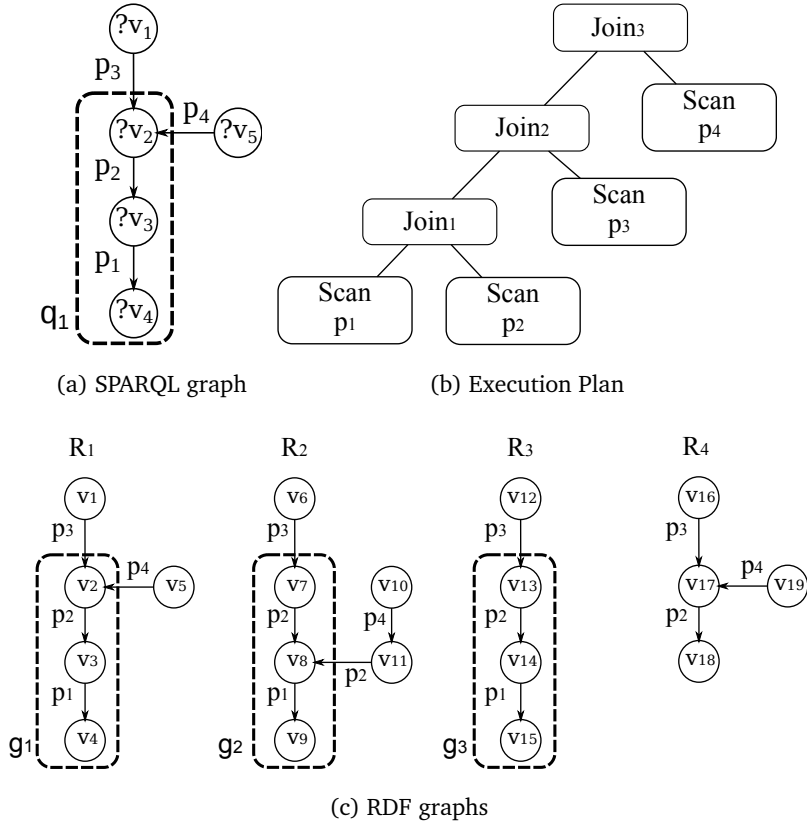 ?v1
p3
?v2
p4
?v5
p2
?v3
p1
?v4
q1
(a) SPARQL graph
Join3
Scan
p4
Join2
Scan
p3
Join1
Scan
p1
Scan
p2
(b) Execution Plan
R1
v1
p3
v2
p4
v5
p2
v3
p1
v4
g1
R2
v6
p3
v7
v10
p2
p4
v8
p2
v11
p1
v9
g2
R3
v12
p3
v13
p2
v14
p1
v15
g3
R4
v16
p3
v17
p4
v19
p2
v18
(c) RDF graphs